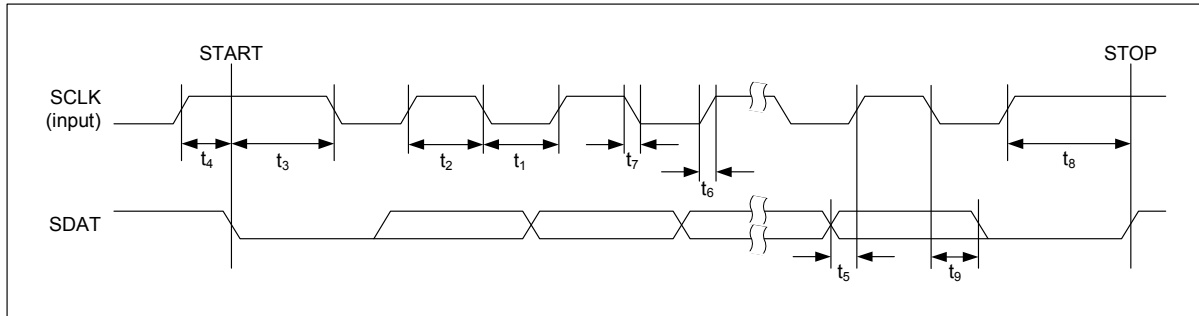 START
STOP
SCLK
(input)
t4
t3
t2
t1
t7
t6
t8
SDAT
t5
t9